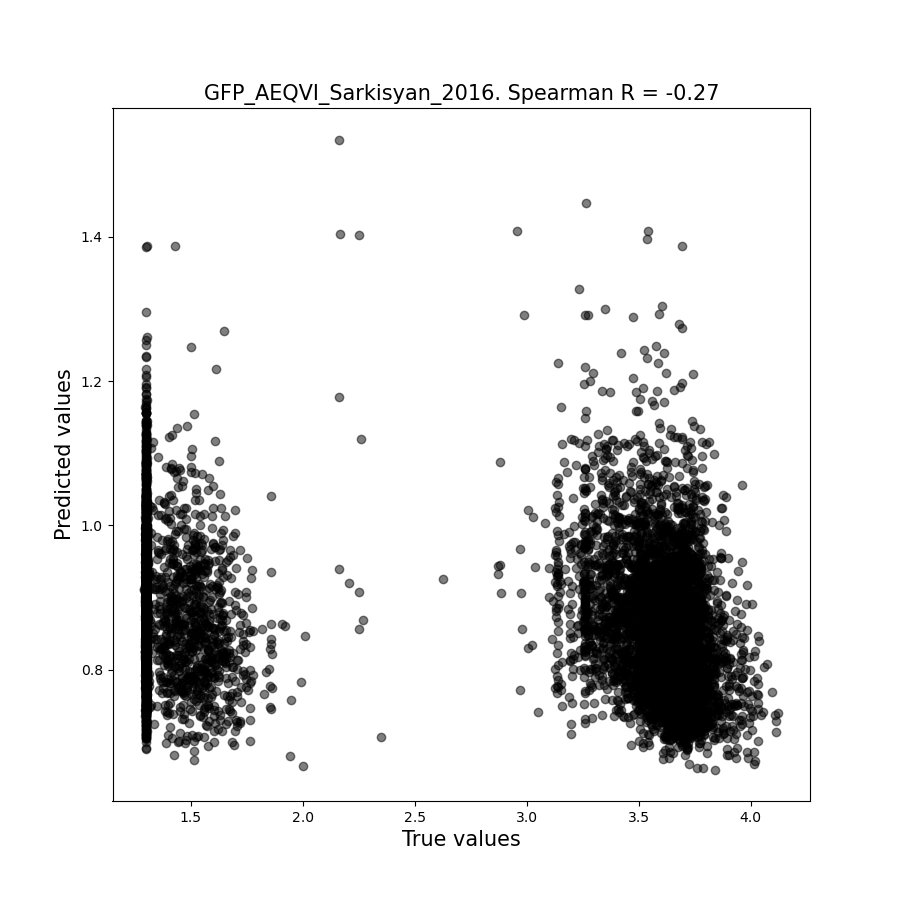 GFP_AEQVI_Sarkisyan_2016. Spearman R = -0.27
1.4
1.2
1.0
0.8
Predicted values
1.5 2.0 2.5 3.0 3.5 4.0
True values